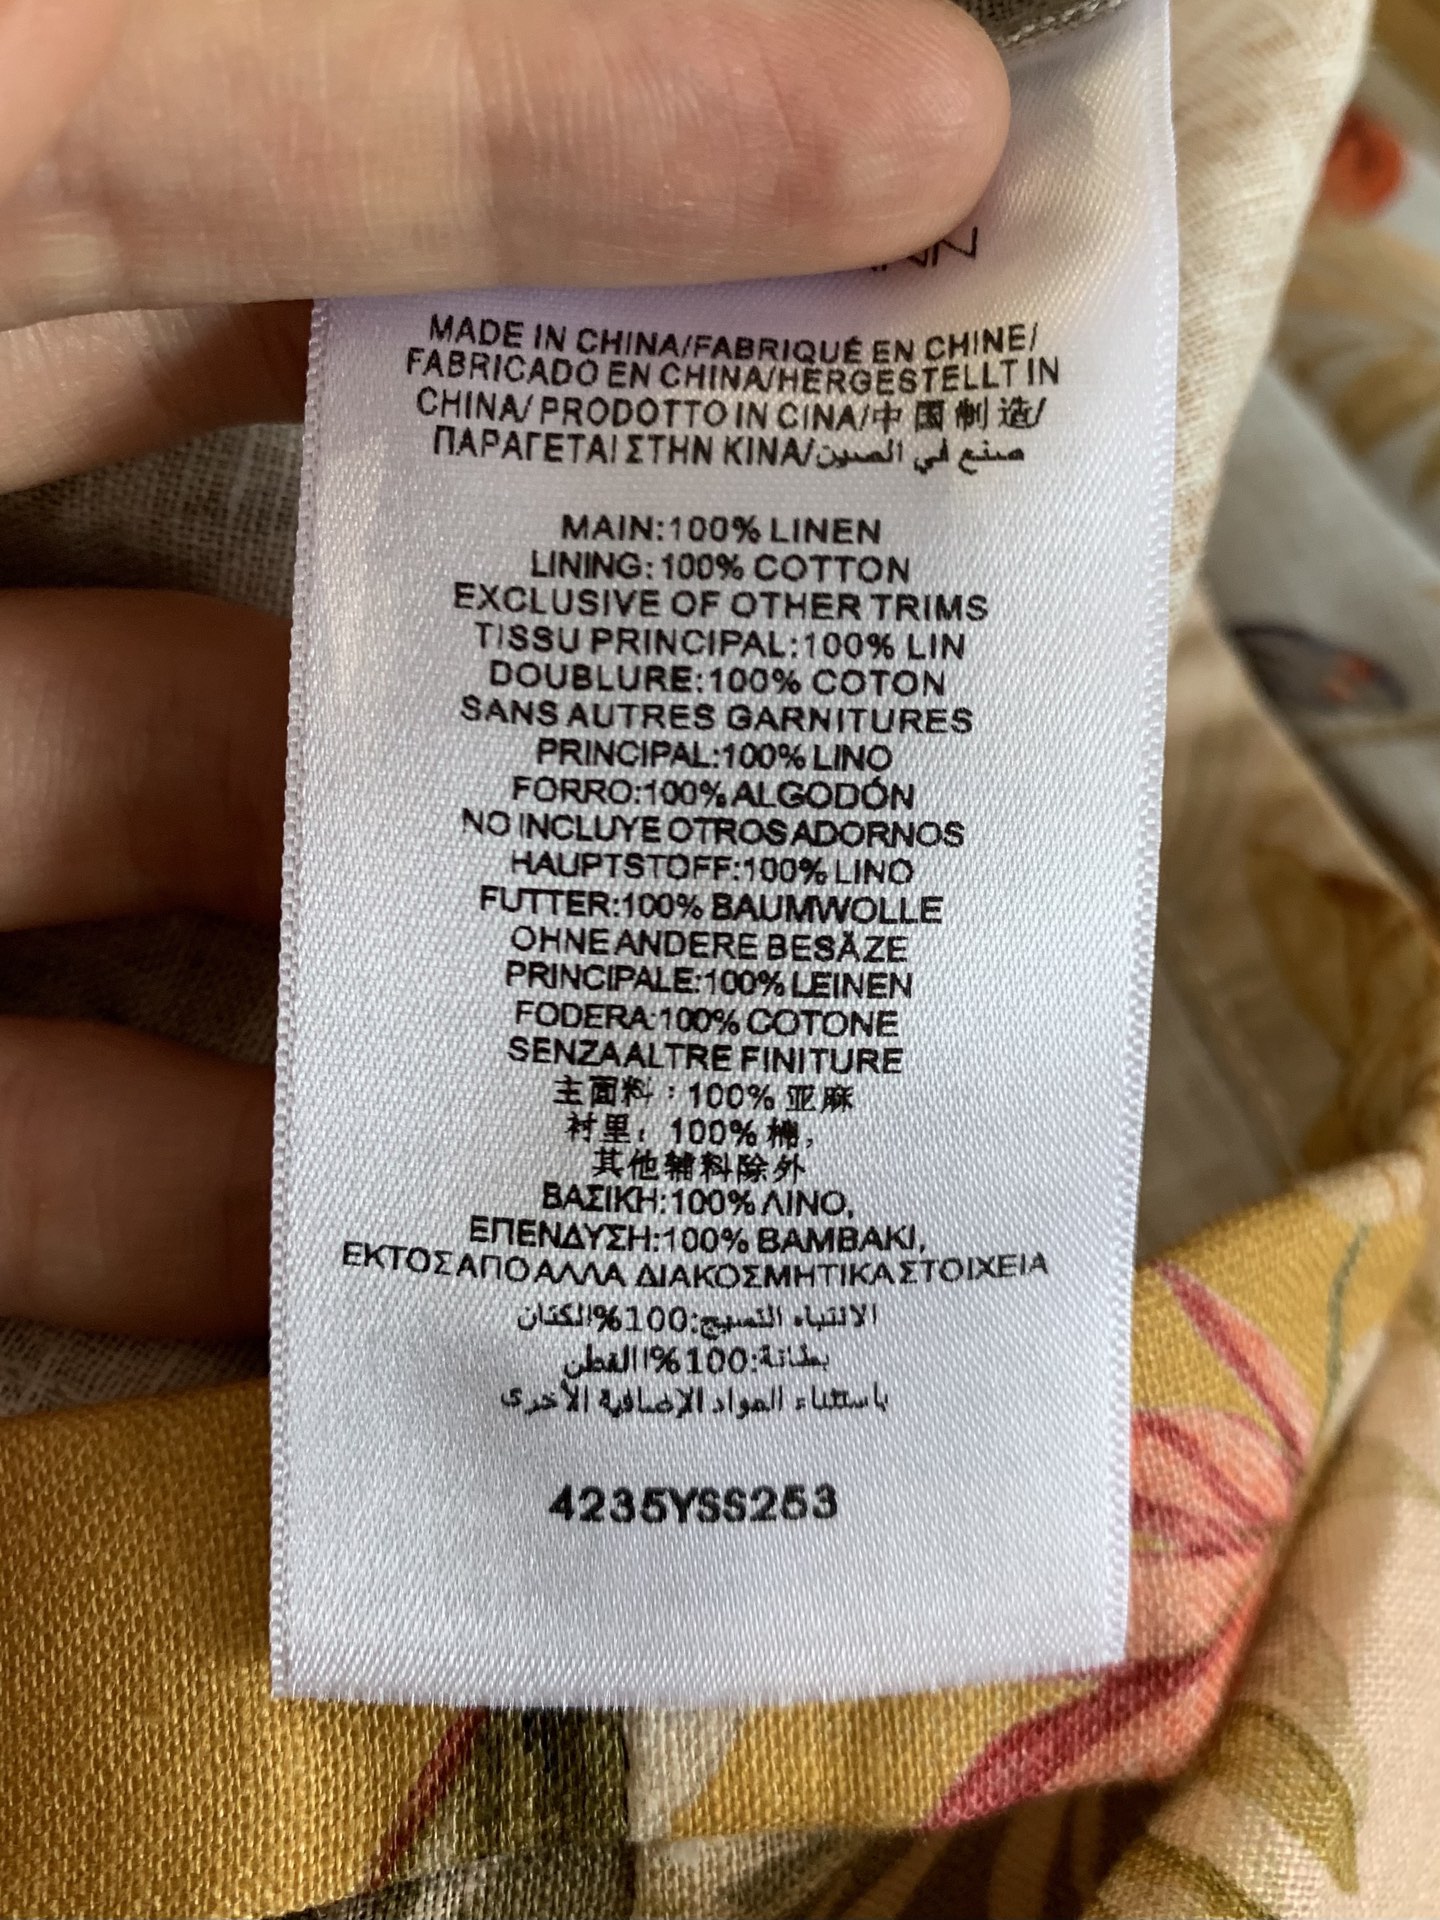 MADE IN CHINA/FABRIQUÉ EN CHINE/
FABRICADO EN CHINA/HERGESTELLT IN
CHINA/ PRODOTTO IN CINA/中国制造/
ΠΑΡΑΓΕΤΑΙ ΣΤΗΝ ΚΙΝΑ/صنع في الصين
MAIN:100% LINEN
LINING: 100% COTTON
EXCLUSIVE OF OTHER TRIMS
TISSU PRINCIPAL:100% LIN
DOUBLURE:100% COTON
SANS AUTRES GARNITURES
PRINCIPAL:100% LINO
FORRO:100% ALGODÓN
NO INCLUYE OTROS ADORNOS
HAUPTSTOFF:100% LINO
FUTTER:100% BAUMWOLLE
OHNE ANDERE BESÄZE
PRINCIPALE:100% LEINEN
FODERA:100% COTONE
SENZA ALTRE FINITURE
主面料：100% 亚麻
衬里：100% 棉,
其他辅料除外
ΒΑΣΙΚΗ:100% ΛΙΝΟ,
ΕΠΕΝΔΥΣΗ:100% ΒΑΜΒΑΚΙ,
ΕΚΤΟΣ ΑΠΟ ΑΛΛΑ ΔΙΑΚΟΣΜΗΤΙΚΑ ΣΤΟΙΧΕΙΑ
الانتباه النسيج:100%الكتان
بطانة:100%القطن
باستثناء المواد الإضافية الأخرى
4235YSS253